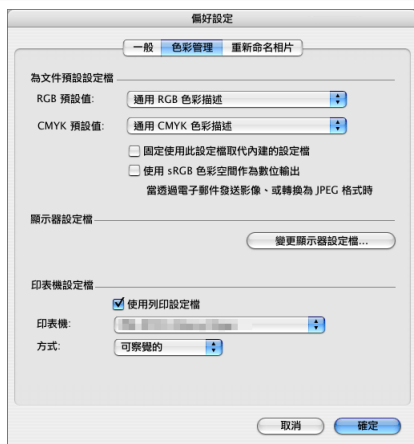 偏好設定
一般 色彩管理 重新命名相片
為文件預設設定檔
RGB 預設值: 通用 RGB 色彩描述
CMYK 預設值: 通用 CMYK 色彩描述
固定使用此設定檔取代內建的設定檔
使用 sRGB 色彩空間作為數位輸出
當透過電子郵件發送影像、或轉換為 JPEG 格式時
顯示器設定檔
變更顯示器設定檔...
印表機設定檔
使用列印設定檔
印表機:
方式: 可察覺的
取消 確定